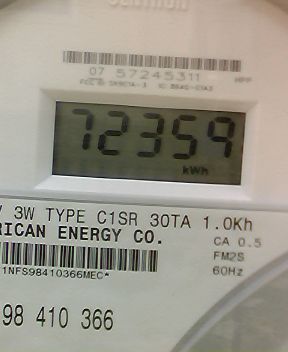 07 57245311
72359
kWh
3W TYPE C1SR 30TA 1.0Kh
RICAN ENERGY CO.
CA 0.5
FM2S
60Hz
1NFS98410366MEC*
98 410 366